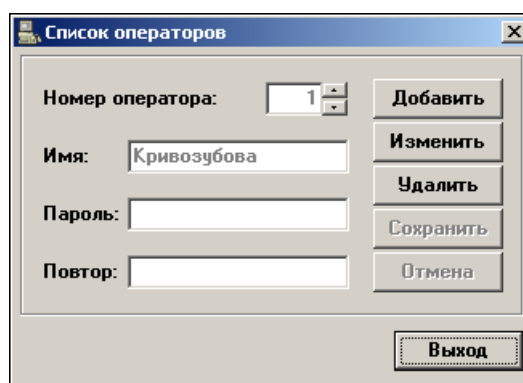 Список операторов
Номер оператора: 1
Добавить
Имя: Кривозубова
Изменить
Удалить
Пароль:
Сохранить
Повтор:
Отмена
Выход